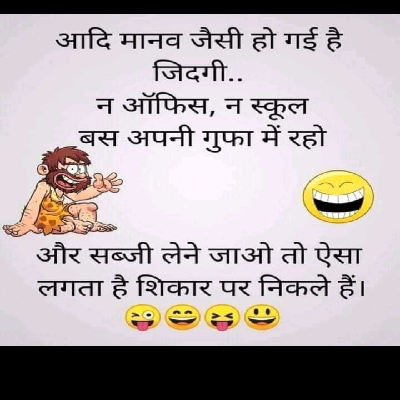 आदि मानव जैसी हो गई है
जिदगी..
न ऑफिस, न स्कूल
बस अपनी गुफा में रहो
और सब्जी लेने जाओ तो ऐसा
लगता है शिकार पर निकले हैं।